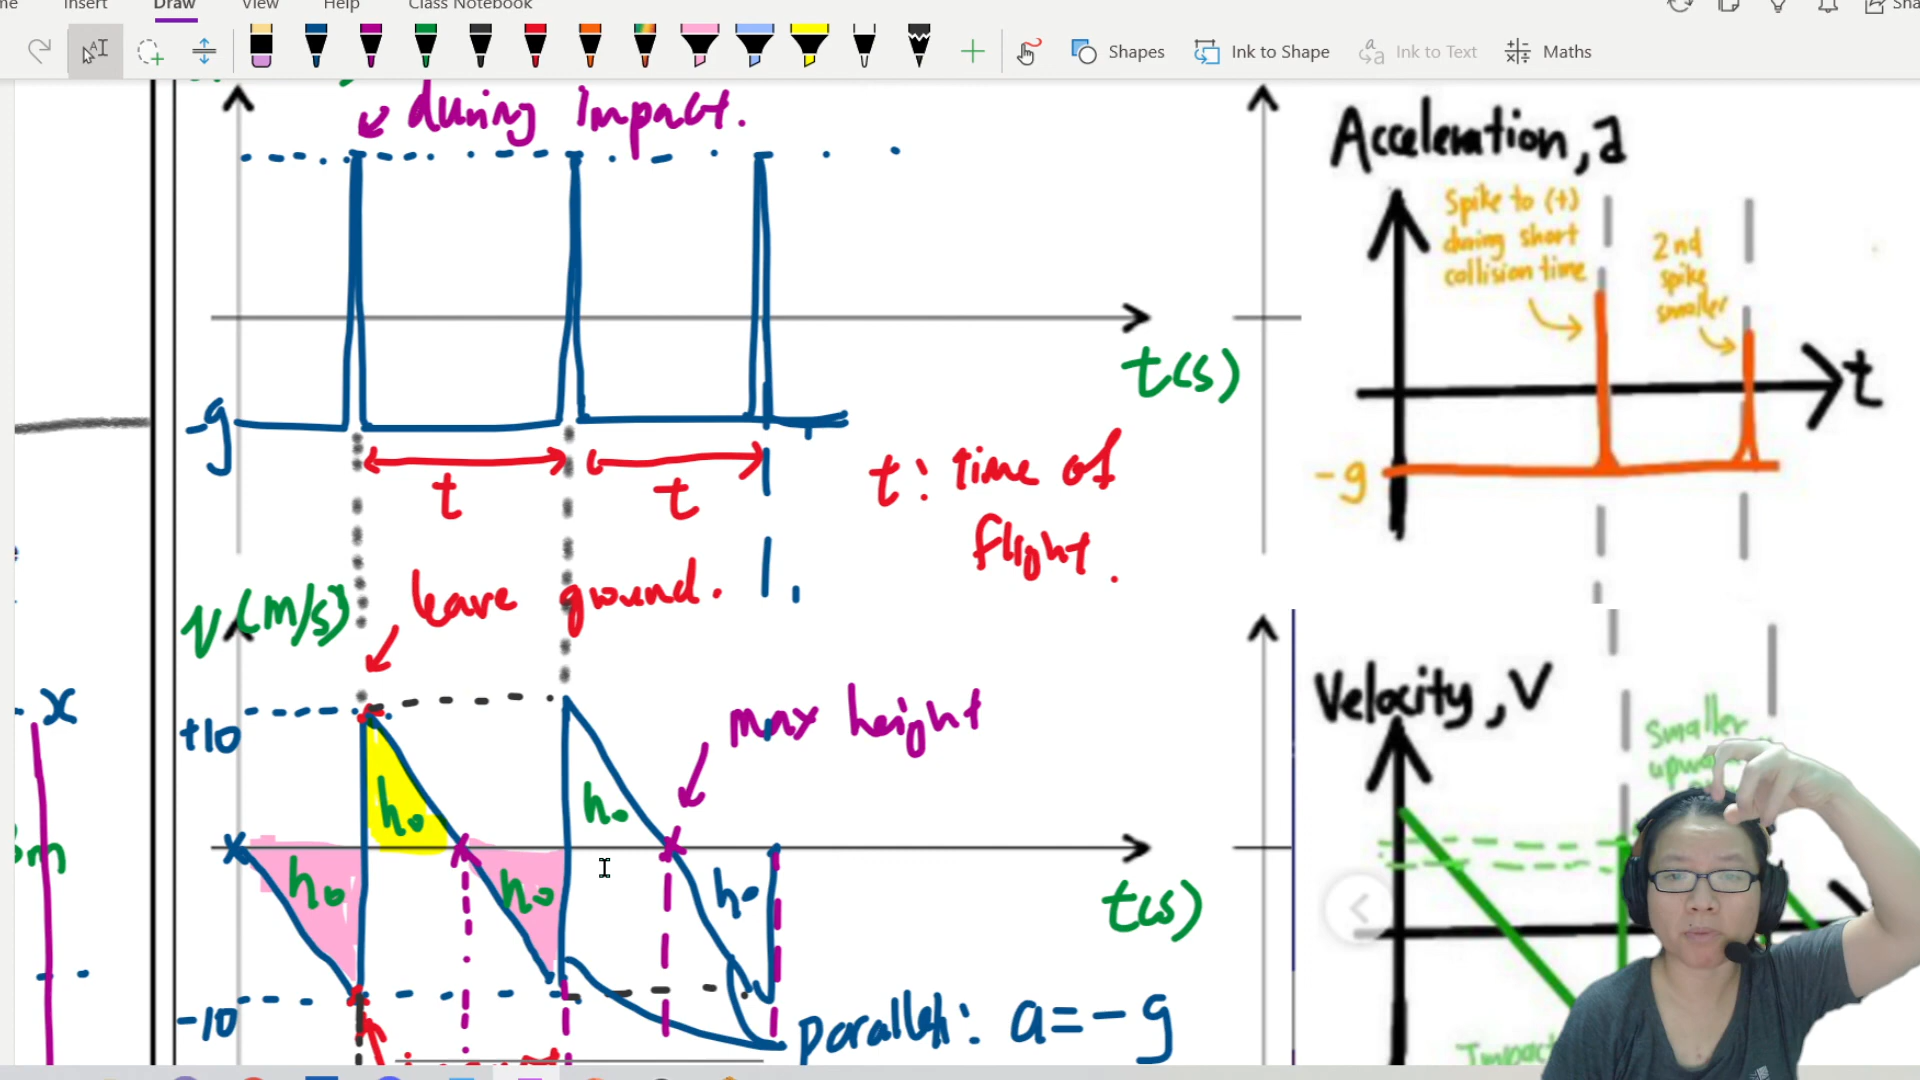 Insert Draw View Help Class Notebook
Shapes Ink to Shape Ink to Text Maths
during impact.
t(s)
-g
t t
t: time of
flight.
leave ground.
v(m/s)
x
+10
max height
h₀ h₀ h₀ h₀ h₀
m
t(s)
-10
parallel: a=-g
Acceleration, a
Spike to (+)
during short
collision time
2nd
spike
smaller
t
-g
Velocity, V
Smaller
Impact